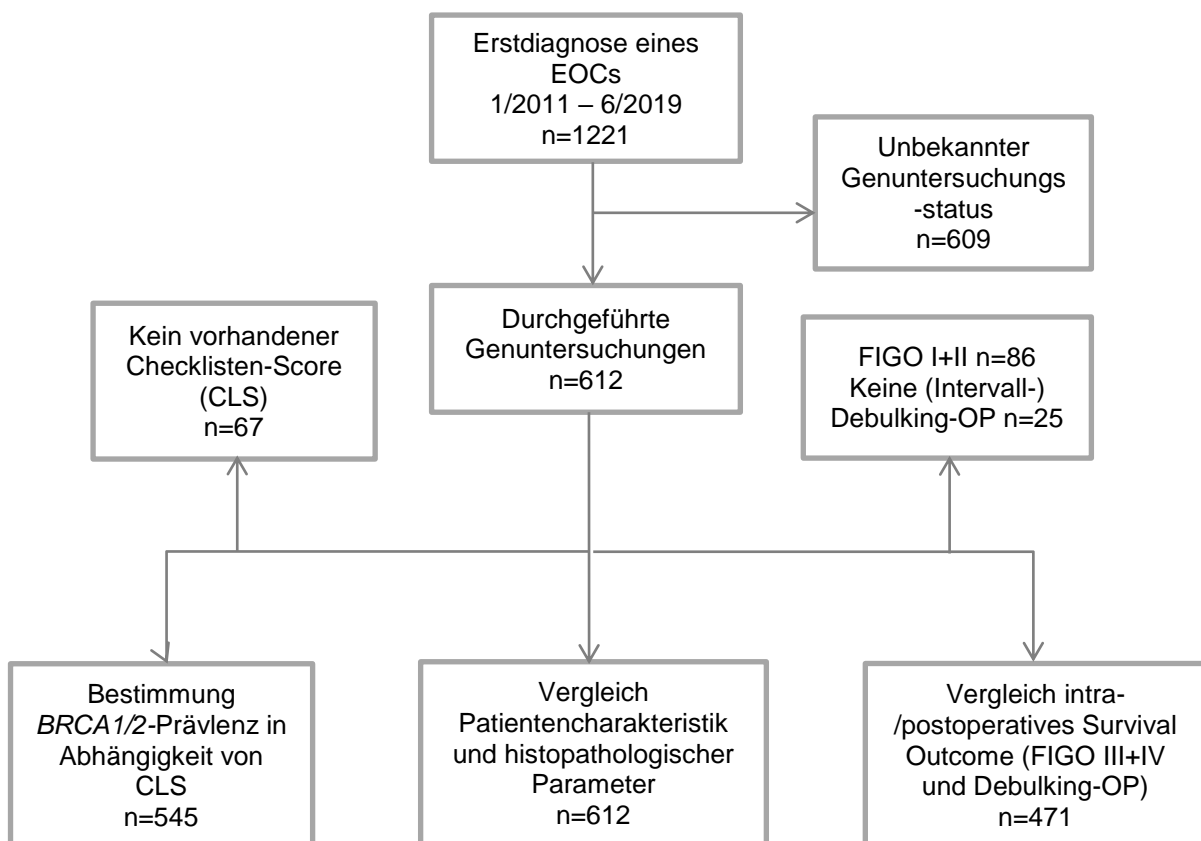 Erstdiagnose eines
EOCs
1/2011 – 6/2019
n=1221
Unbekannter
Genuntersuchungs
-status
n=609
Kein vorhandener
Checklisten-Score
(CLS)
n=67
Durchgeführte
Genuntersuchungen
n=612
FIGO I+II n=86
Keine (Intervall-)
Debulking-OP n=25
Bestimmung
BRCA1/2-Prävlenz in
Abhängigkeit von
CLS
n=545
Vergleich
Patientencharakteristik
und histopathologischer
Parameter
n=612
Vergleich intra-
/postoperatives Survival
Outcome (FIGO III+IV
und Debulking-OP)
n=471